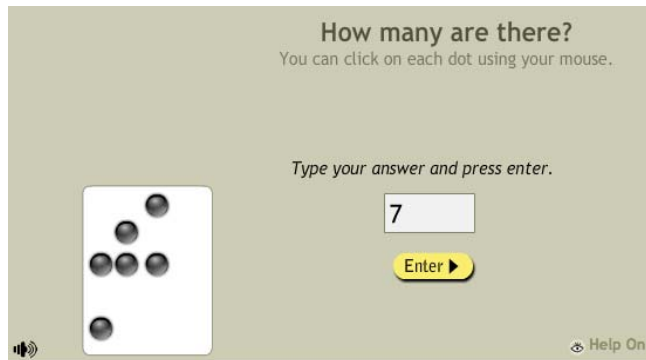 How many are there?
You can click on each dot using your mouse.
Type your answer and press enter.
7
Enter
Help On